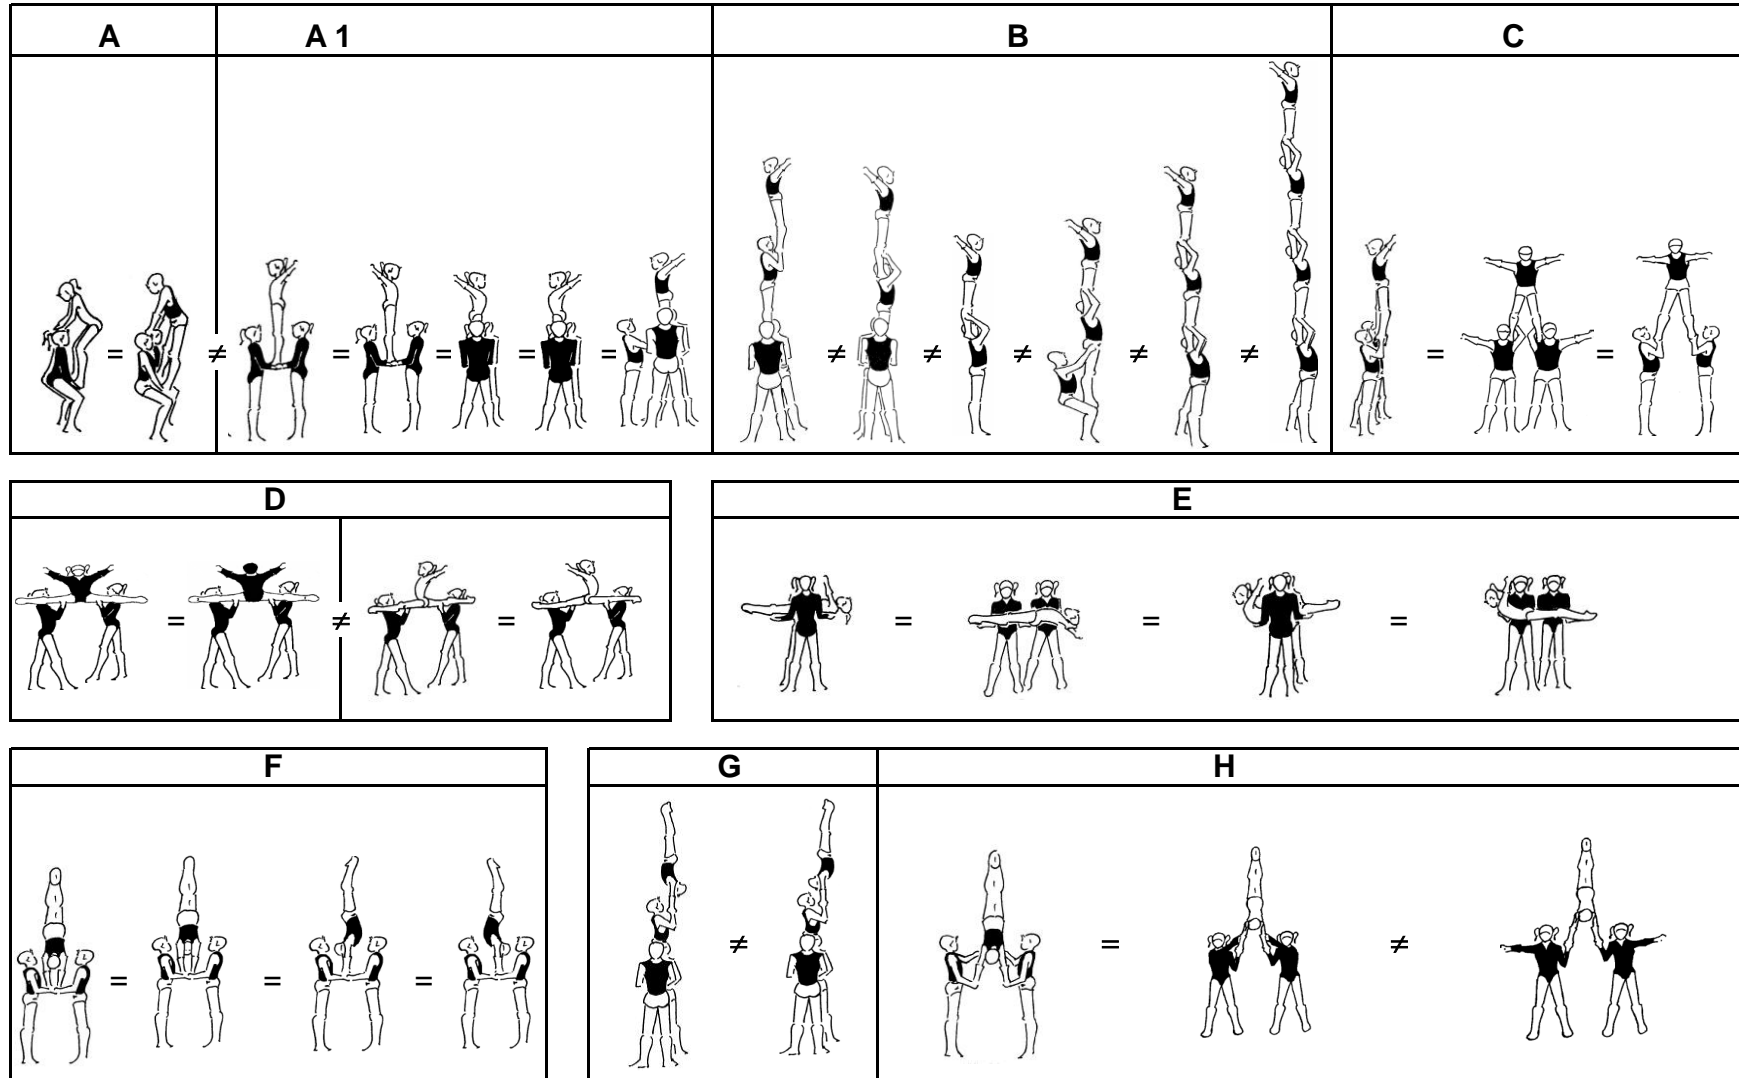 A A 1 B C
= ≠ = = = = ≠ ≠ ≠ ≠ ≠ = =
D E
= ≠ = = = =
F G H
= = = ≠ = ≠